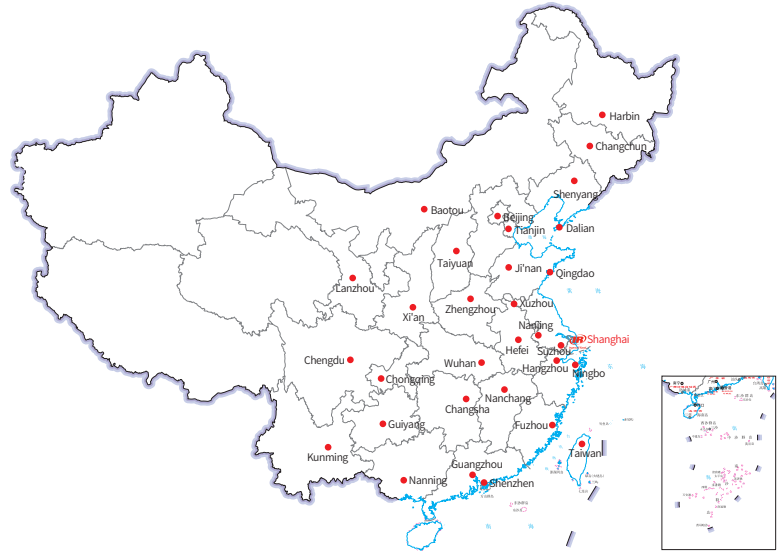 Harbin
Changchun
Shenyang
Baotou
Beijing
Tianjin
Dalian
Taiyuan
Ji'nan
Qingdao
Lanzhou
Xi'an
Zhengzhou
Xuzhou
Nanjing
Shanghai
Hefei
Suzhou
Chengdu
Wuhan
Hangzhou
Ningbo
Chongqing
Nanchang
Changsha
Guiyang
Fuzhou
Kunming
Taiwan
Guangzhou
Nanning
Shenzhen